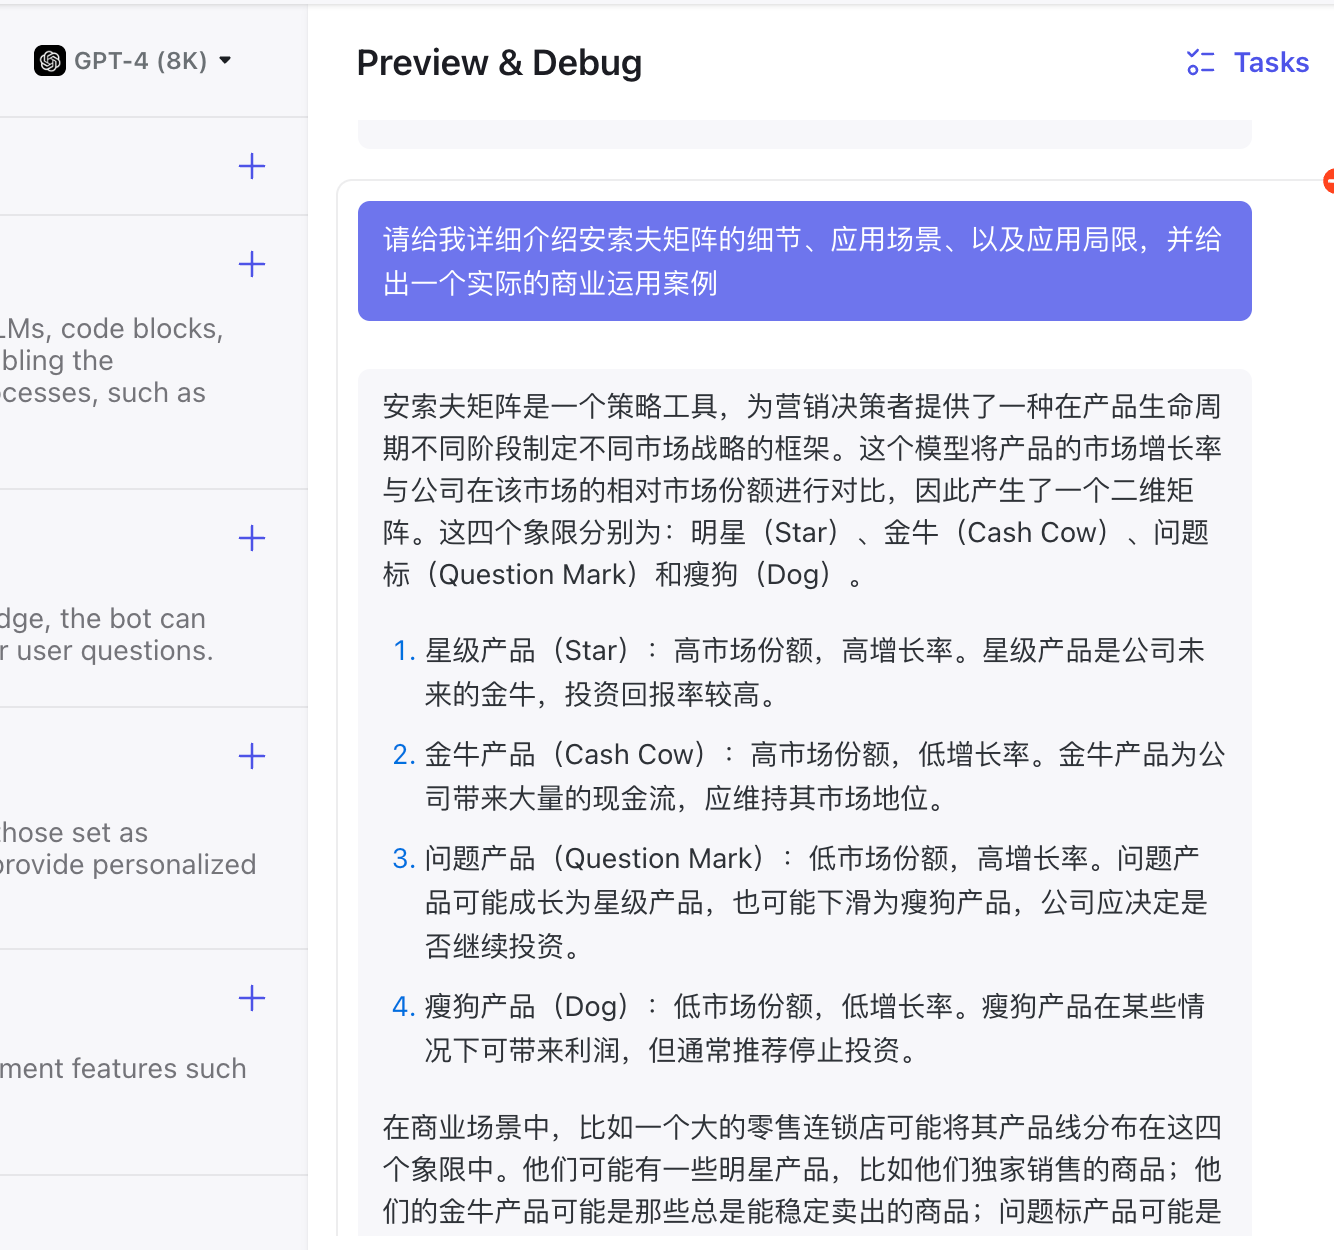 GPT-4 (8K)
Preview & Debug
Tasks
LMs, code blocks,
bling the
ocesses, such as
dge, the bot can
r user questions.
those set as
provide personalized
ment features such
请给我详细介绍安索夫矩阵的细节、应用场景、以及应用局限，并给
出一个实际的商业运用案例
安索夫矩阵是一个策略工具，为营销决策者提供了一种在产品生命周
期不同阶段制定不同市场战略的框架。这个模型将产品的市场增长率
与公司在该市场的相对市场份额进行对比，因此产生了一个二维矩
阵。这四个象限分别为：明星（Star）、金牛（Cash Cow）、问题
标（Question Mark）和瘦狗（Dog）。
1. 星级产品（Star）：高市场份额，高增长率。星级产品是公司未
来的金牛，投资回报率较高。
2. 金牛产品（Cash Cow）：高市场份额，低增长率。金牛产品为公
司带来大量的现金流，应维持其市场地位。
3. 问题产品（Question Mark）：低市场份额，高增长率。问题产
品可能成长为星级产品，也可能下滑为瘦狗产品，公司应决定是
否继续投资。
4. 瘦狗产品（Dog）：低市场份额，低增长率。瘦狗产品在某些情
况下可带来利润，但通常推荐停止投资。
在商业场景中，比如一个大的零售连锁店可能将其产品线分布在这四
个象限中。他们可能有一些明星产品，比如他们独家销售的商品；他
们的金牛产品可能是那些总是能稳定卖出的商品；问题标产品可能是